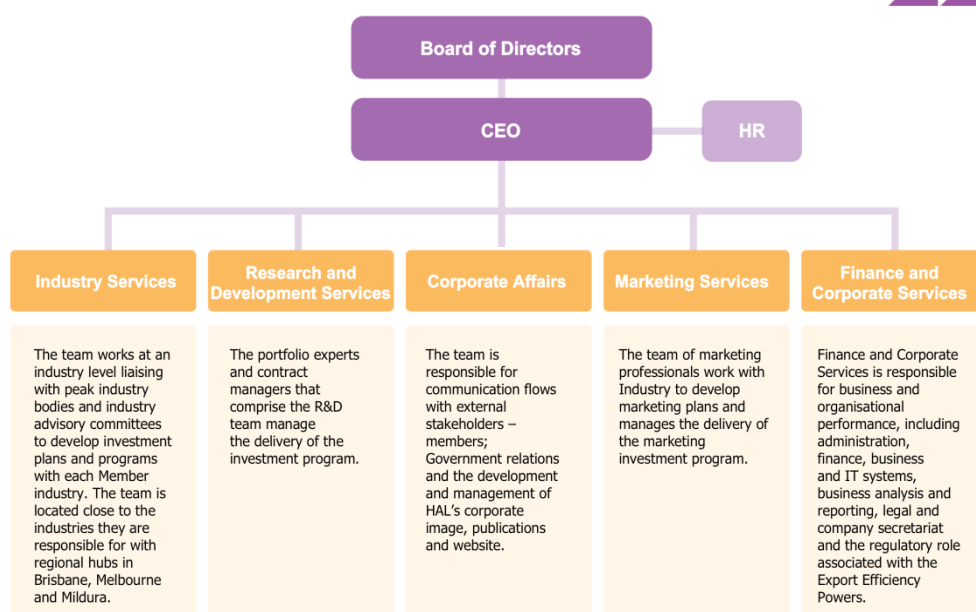 Board of Directors
CEO
HR
Industry Services
Research and
Development Services
Corporate Affairs
Marketing Services
Finance and
Corporate Services
The team works at an
industry level liaising
with peak industry
bodies and industry
advisory committees
to develop investment
plans and programs
with each Member
industry. The team is
located close to the
industries they are
responsible for with
regional hubs in
Brisbane, Melbourne
and Mildura.
The portfolio experts
and contract
managers that
comprise the R&D
team manage
the delivery of the
investment program.
The team is
responsible for
communication flows
with external
stakeholders –
members;
Government relations
and the development
and management of
HAL’s corporate
image, publications
and website.
The team of marketing
professionals work with
Industry to develop
marketing plans and
manages the delivery of
the marketing
investment program.
Finance and Corporate
Services is responsible
for business and
organisational
performance, including
administration,
finance, business
and IT systems,
business analysis and
reporting, legal and
company secretariat
and the regulatory role
associated with the
Export Efficiency
Powers.